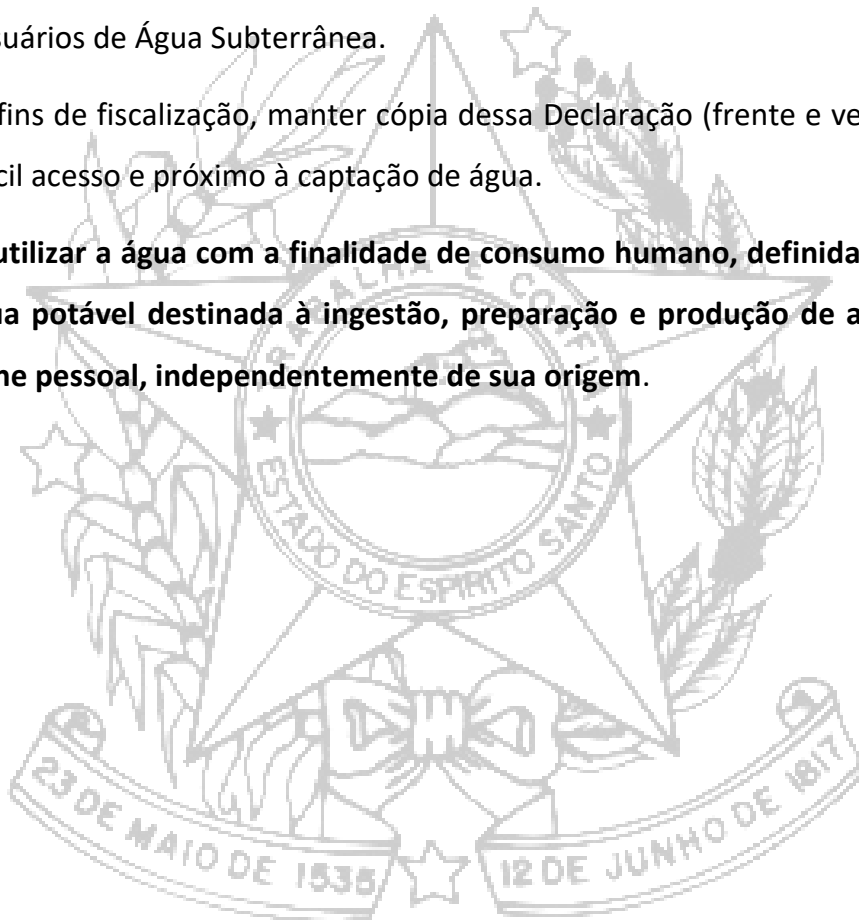 suários de Água Subterrânea.
fins de fiscalização, manter cópia dessa Declaração (frente e ve
cil acesso e próximo à captação de água.
utilizar a água com a finalidade de consumo humano, definida
ua potável destinada à ingestão, preparação e produção de a
ne pessoal, independentemente de sua origem.
TRABALHA E CONFIA
ESTADO DO ESPIRITO SANTO
23 DE MAIO DE 1535
12 DE JUNHO DE 1817